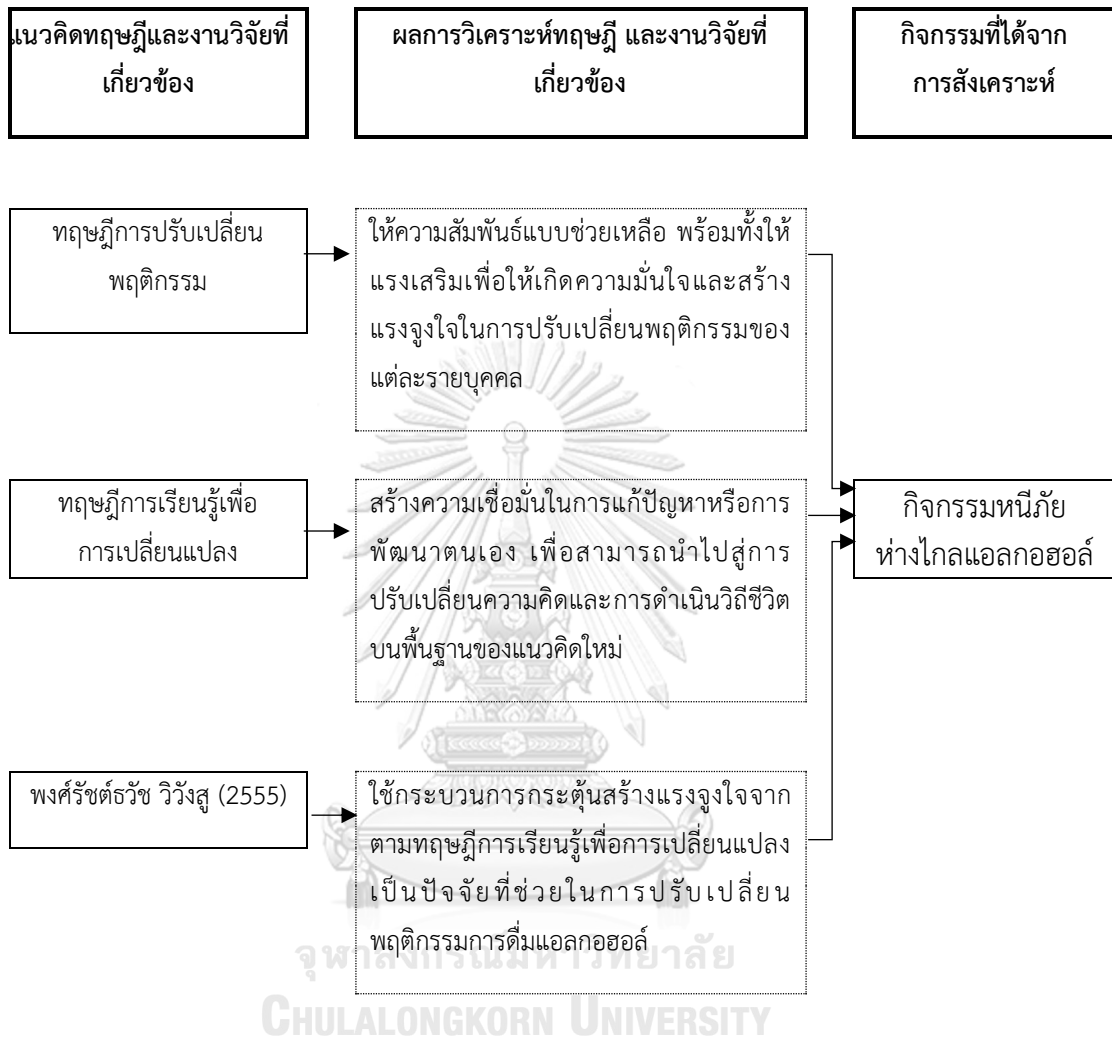 แนวคิดทฤษฎีและงานวิจัยที่
เกี่ยวข้อง
ผลการวิเคราะห์ทฤษฎี และงานวิจัยที่
เกี่ยวข้อง
กิจกรรมที่ได้จาก
การสังเคราะห์
ทฤษฎีการปรับเปลี่ยน
พฤติกรรม
ให้ความสัมพันธ์แบบช่วยเหลือ พร้อมทั้งให้
แรงเสริมเพื่อให้เกิดความมั่นใจและสร้าง
แรงจูงใจในการปรับเปลี่ยนพฤติกรรมของ
แต่ละรายบุคคล
ทฤษฎีการเรียนรู้เพื่อ
การเปลี่ยนแปลง
สร้างความเชื่อมั่นในการแก้ปัญหาหรือการ
พัฒนาตนเอง เพื่อสามารถนำไปสู่การ
ปรับเปลี่ยนความคิดและการดำเนินวิถีชีวิต
บนพื้นฐานของแนวคิดใหม่
กิจกรรมหนีภัย
ห่างไกลแอลกอฮอล์
พงศ์รัชต์ธวัช วิวังสู (2555)
ใช้กระบวนการกระตุ้นสร้างแรงจูงใจจาก
ตามทฤษฎีการเรียนรู้เพื่อการเปลี่ยนแปลง
เป็นปัจจัยที่ช่วยในการปรับเปลี่ยน
พฤติกรรมการดื่มแอลกอฮอล์
จุฬาลงกรณ์มหาวิทยาลัย
CHULALONGKORN UNIVERSITY